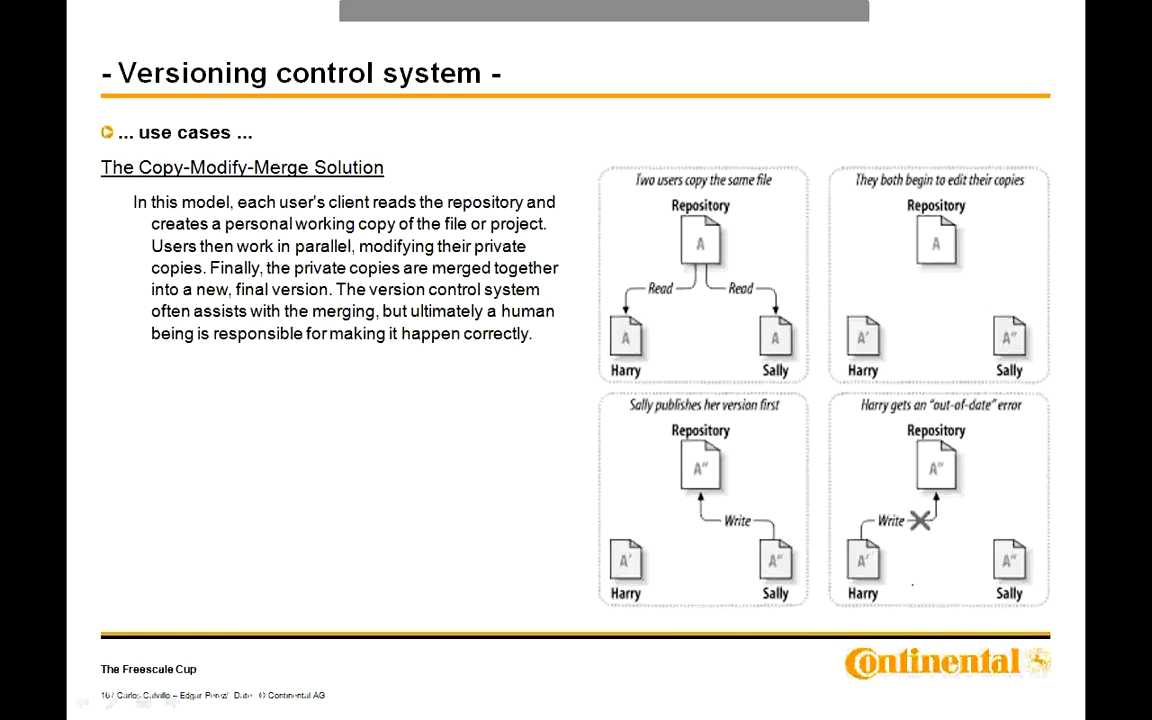 - Versioning control system -
... use cases ...
The Copy-Modify-Merge Solution
In this model, each user's client reads the repository and
creates a personal working copy of the file or project.
Users then work in parallel, modifying their private
copies. Finally, the private copies are merged together
into a new, final version. The version control system
often assists with the merging, but ultimately a human
being is responsible for making it happen correctly.
Two users copy the same file
Repository
A
Read
Read
A
A
Harry
Sally
They both begin to edit their copies
Repository
A
A'
A"
Harry
Sally
Sally publishes her version first
Repository
A"
Write
A'
A"
Harry
Sally
Harry gets an "out-of-date" error
Repository
A"
Write
A'
A"
Harry
Sally
The Freescale Cup
Continental
16 / Carlos Calvillo – Edgar / © Continental AG